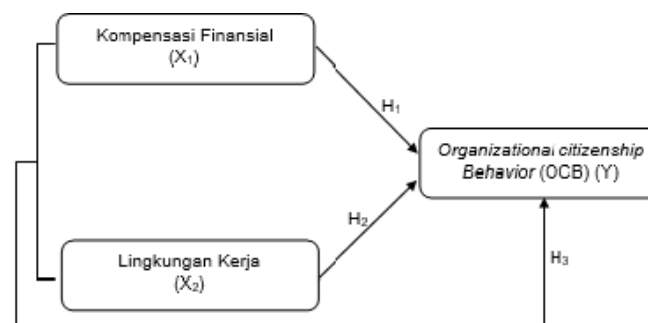 Kompensasi Finansial
(X₁)
H₁
Organizational citizenship
Behavior (OCB) (Y)
H₂
Lingkungan Kerja
(X₂)
H₃